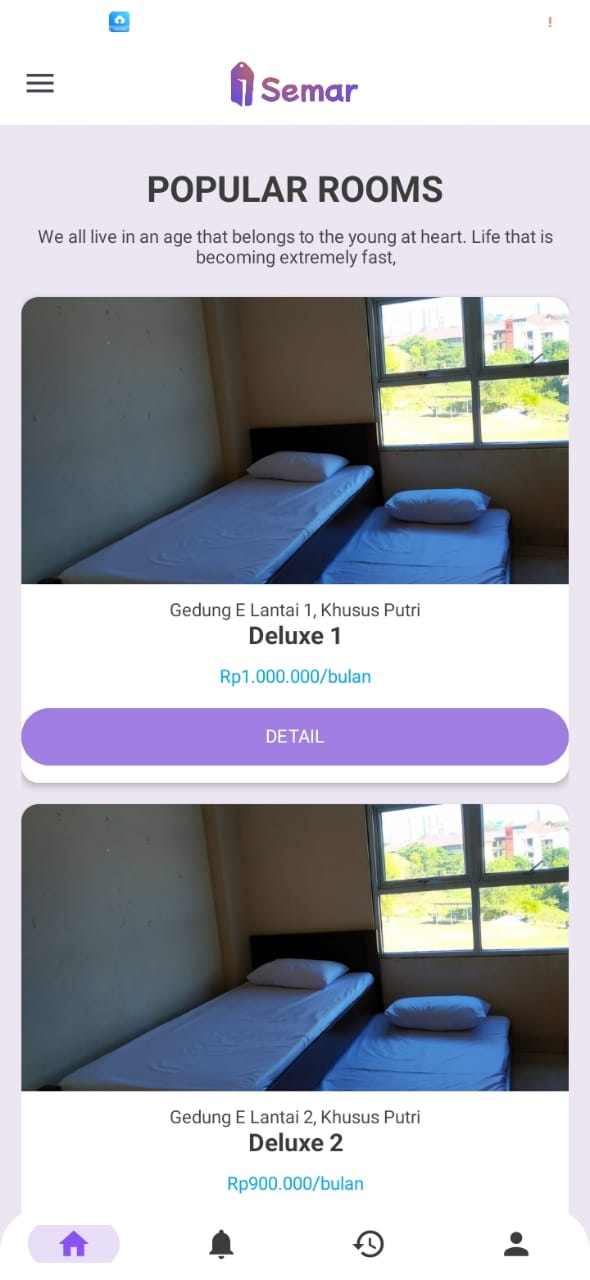 Semar
POPULAR ROOMS
We all live in an age that belongs to the young at heart. Life that is
becoming extremely fast,
Gedung E Lantai 1, Khusus Putri
Deluxe 1
Rp1.000.000/bulan
DETAIL
Gedung E Lantai 2, Khusus Putri
Deluxe 2
Rp900.000/bulan